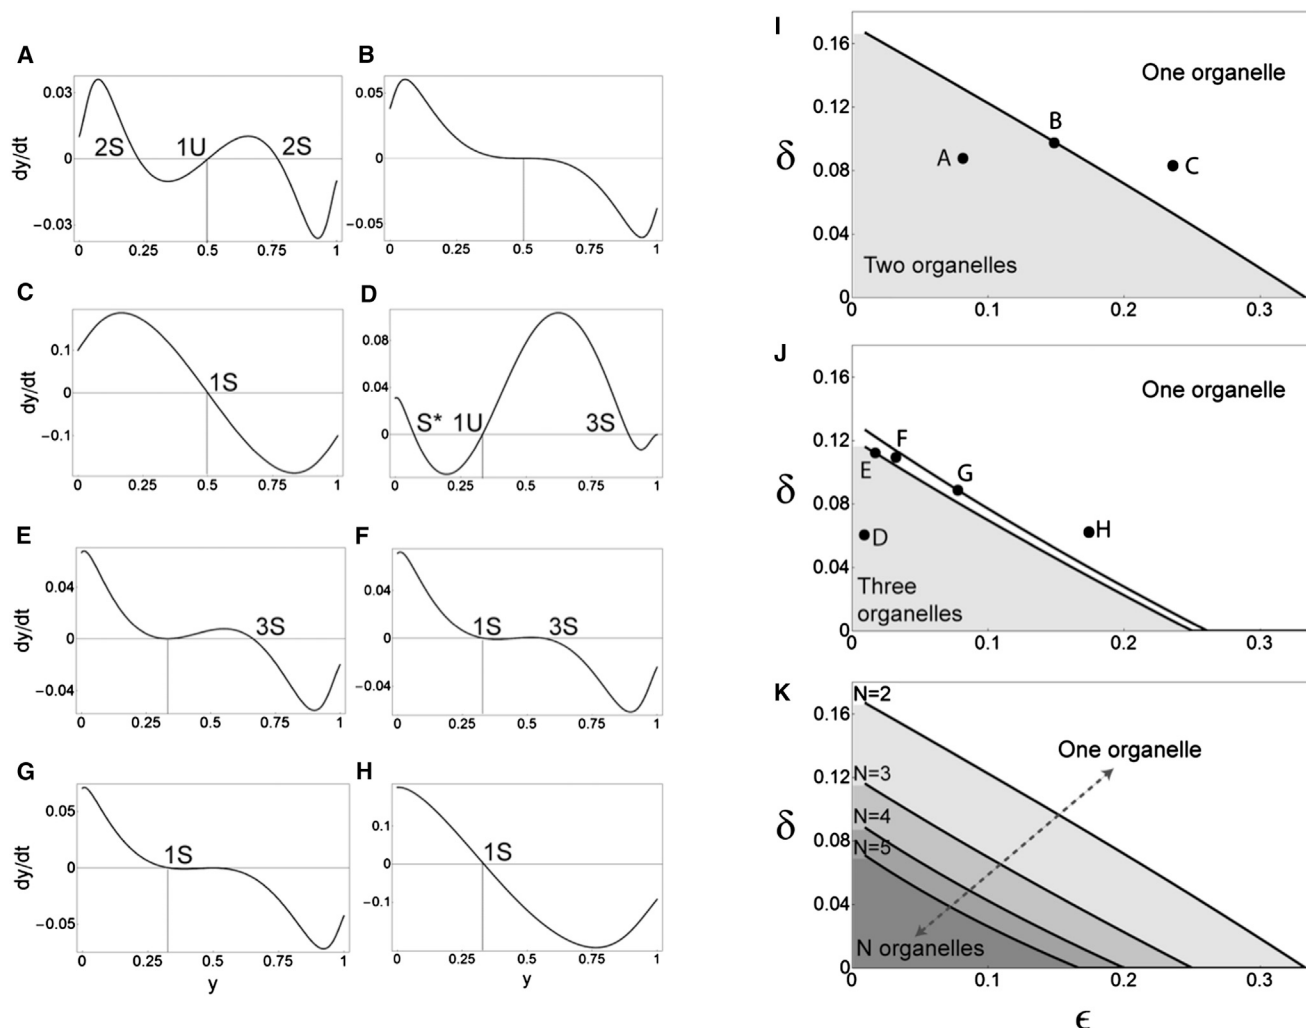 A
dy/dt
0.03
0
−0.03
2S
1U
2S
0
0.25
0.5
0.75
1
B
0.05
0
−0.05
0
0.25
0.5
0.75
1
C
dy/dt
0.1
0
−0.1
1S
0
0.25
0.5
0.75
1
D
0.08
0.04
0
S* 1U
3S
0
0.25
0.5
0.75
1
E
dy/dt
0.04
0
−0.04
3S
0
0.25
0.5
0.75
1
F
0.04
0
−0.04
1S
3S
0
0.25
0.5
0.75
1
G
dy/dt
0.05
0
−0.05
1S
0
0.25
0.5
0.75
1
y
H
0.1
0
−0.1
1S
0
0.25
0.5
0.75
1
y
I
δ
0.16
0.12
0.08
0.04
0
One organelle
B
A
C
Two organelles
0
0.1
0.2
0.3
J
δ
0.16
0.12
0.08
0.04
0
One organelle
F
E
G
H
D
Three
organelles
0
0.1
0.2
0.3
K
δ
0.16
0.12
0.08
0.04
0
N=2
N=3
N=4
N=5
One organelle
N organelles
0
0.1
0.2
0.3
ϵ